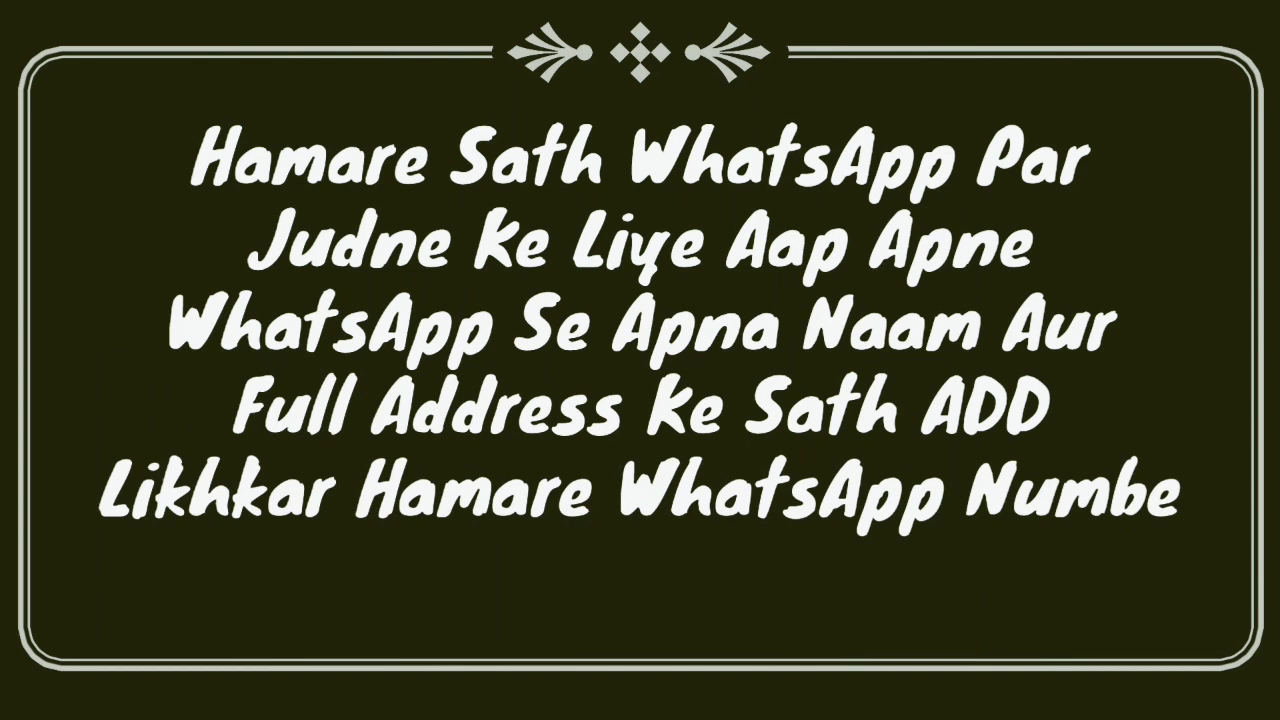 Hamare Sath WhatsApp Par
Judne Ke Liye Aap Apne
WhatsApp Se Apna Naam Aur
Full Address Ke Sath ADD
Likhkar Hamare WhatsApp Numbe